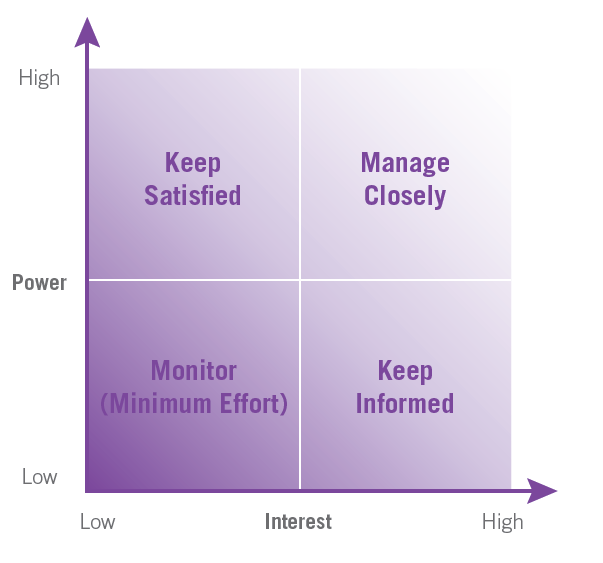 High
Keep
Satisfied
Manage
Closely
Power
Monitor
(Minimum Effort)
Keep
Informed
Low
Low
Interest
High